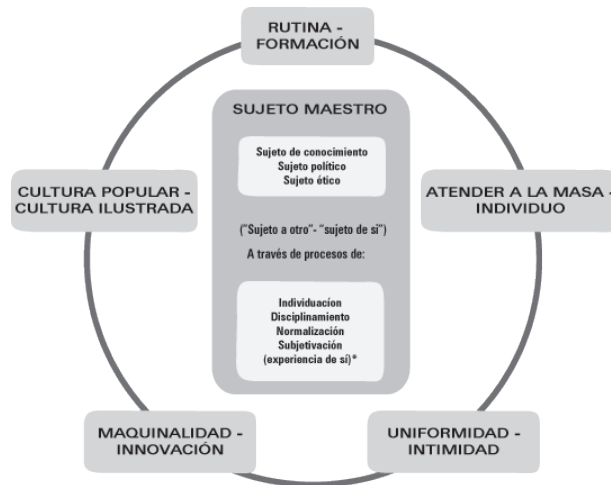 RUTINA -
FORMACIÓN
SUJETO MAESTRO
Sujeto de conocimiento
Sujeto político
Sujeto ético
CULTURA POPULAR -
CULTURA ILUSTRADA
ATENDER A LA MASA -
INDIVIDUO
("Sujeto a otro"- "sujeto de si")
A través de procesos de:
Individuacíon
Disciplinamiento
Normalización
Subjetivación
(experiencia de sí)*
MAQUINALIDAD -
INNOVACIÓN
UNIFORMIDAD -
INTIMIDAD